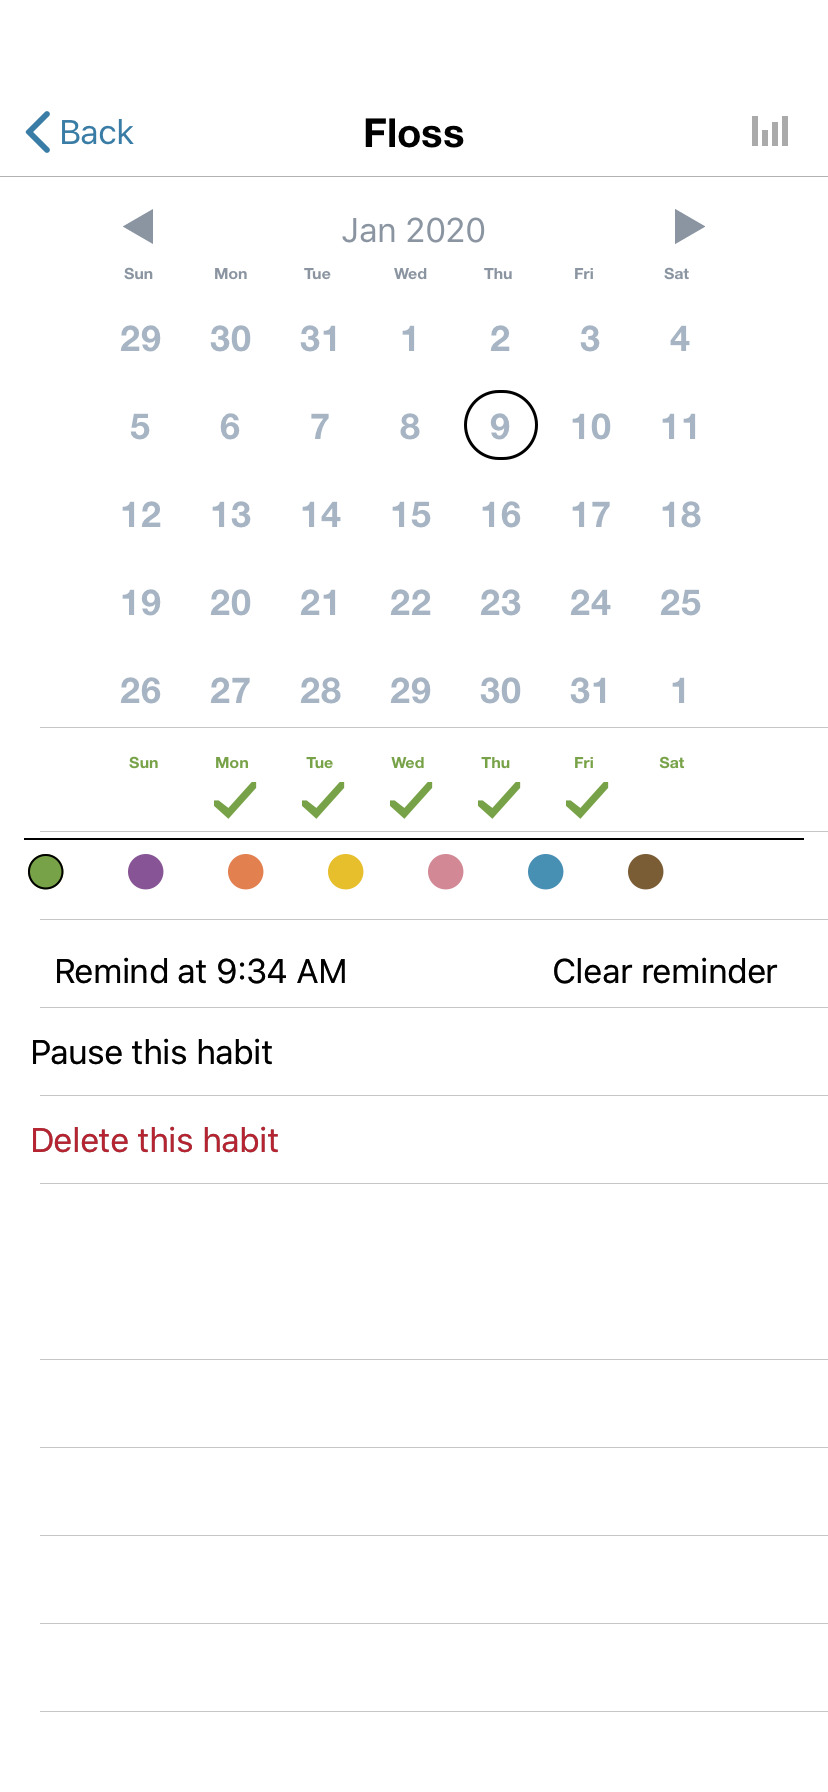 Back Floss
Jan 2020
Sun Mon Tue Wed Thu Fri Sat
29 30 31 1 2 3 4
5 6 7 8 9 10 11
12 13 14 15 16 17 18
19 20 21 22 23 24 25
26 27 28 29 30 31 1
Sun Mon Tue Wed Thu Fri Sat
Remind at 9:34 AM Clear reminder
Pause this habit
Delete this habit